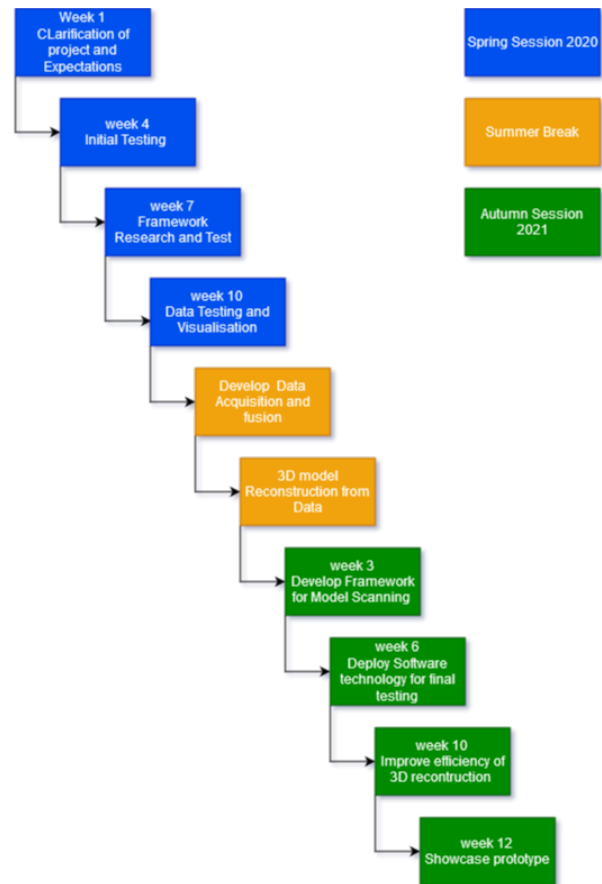 Week 1
CLarification of
project and
Expectations
Spring Session 2020
week 4
Initial Testing
Summer Break
week 7
Framework
Research and Test
Autumn Session
2021
week 10
Data Testing and
Visualisation
Develop Data
Acquisition and
fusion
3D model
Reconstruction from
Data
week 3
Develop Framework
for Model Scanning
week 6
Deploy Software
technology for final
testing
week 10
Improve efficiency of
3D recontruction
week 12
Showcase prototype